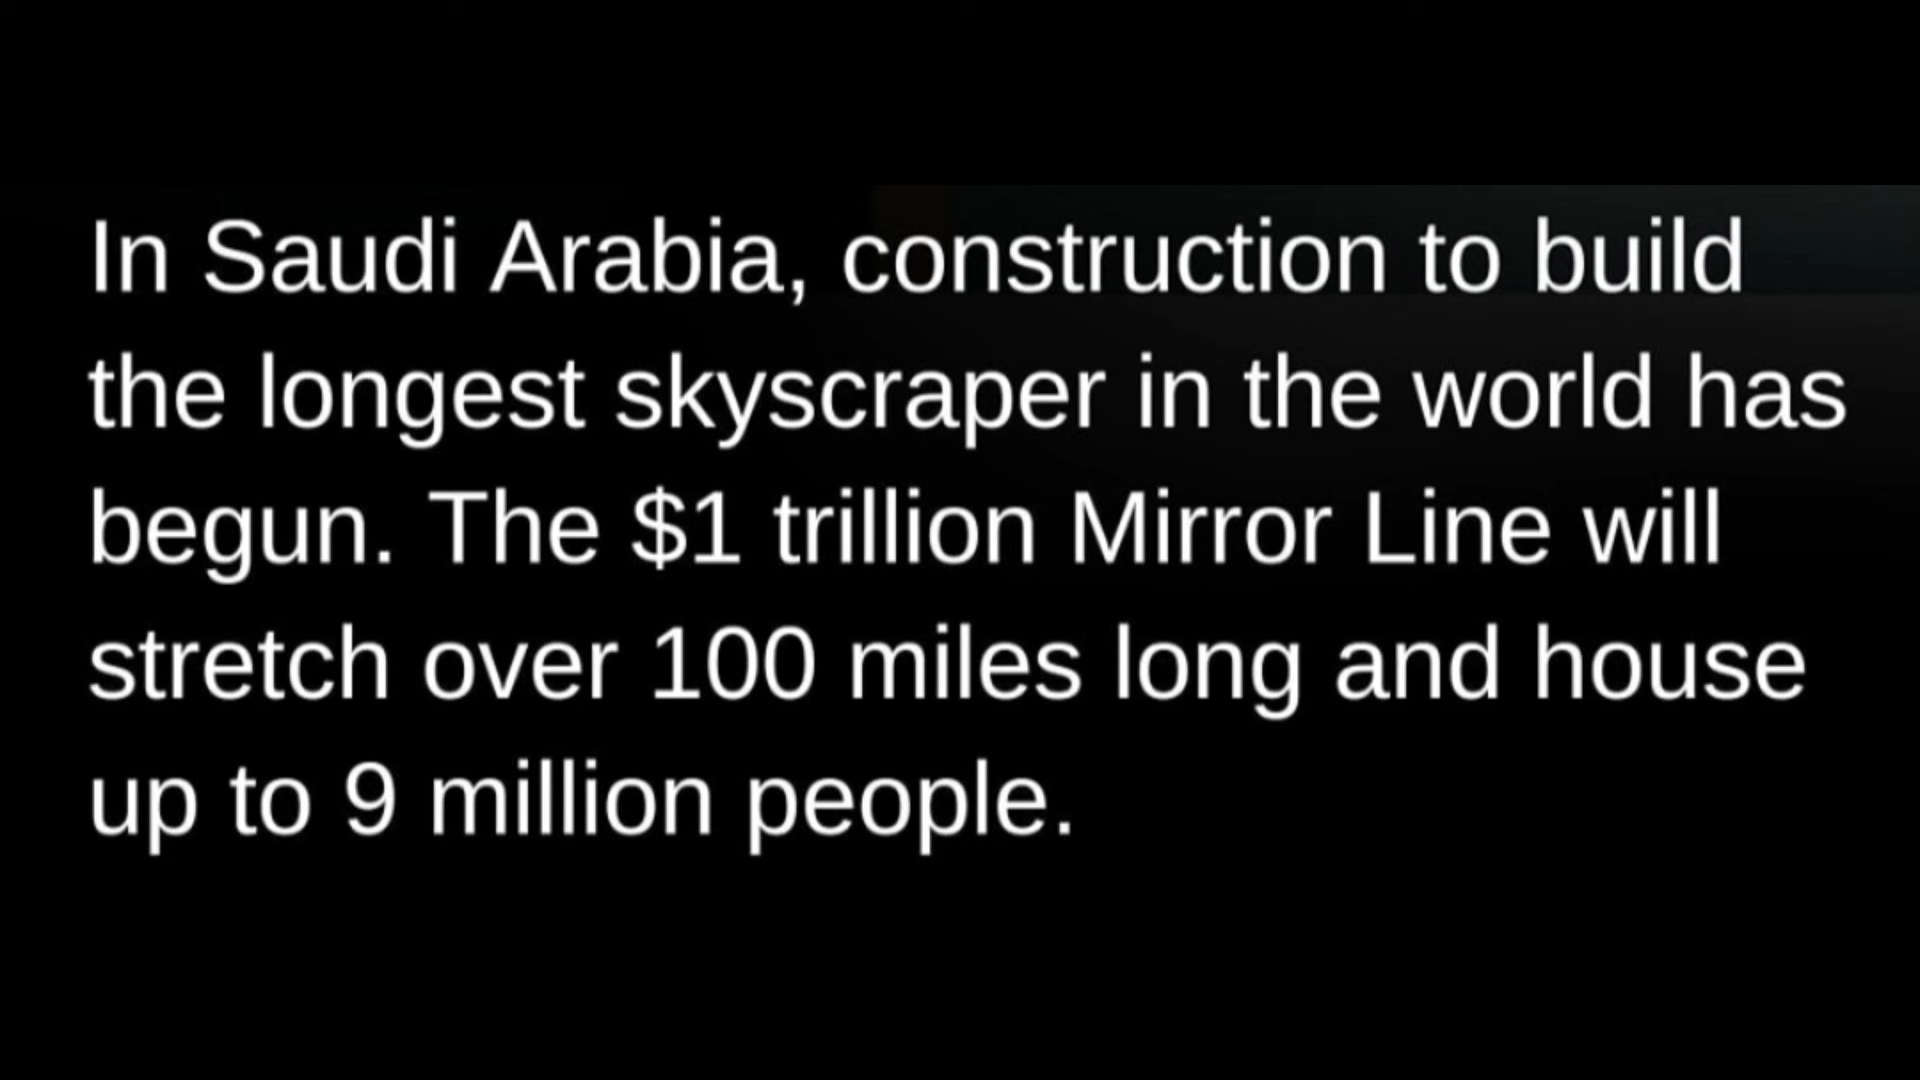 In Saudi Arabia, construction to build
the longest skyscraper in the world has
begun. The $1 trillion Mirror Line will
stretch over 100 miles long and house
up to 9 million people.